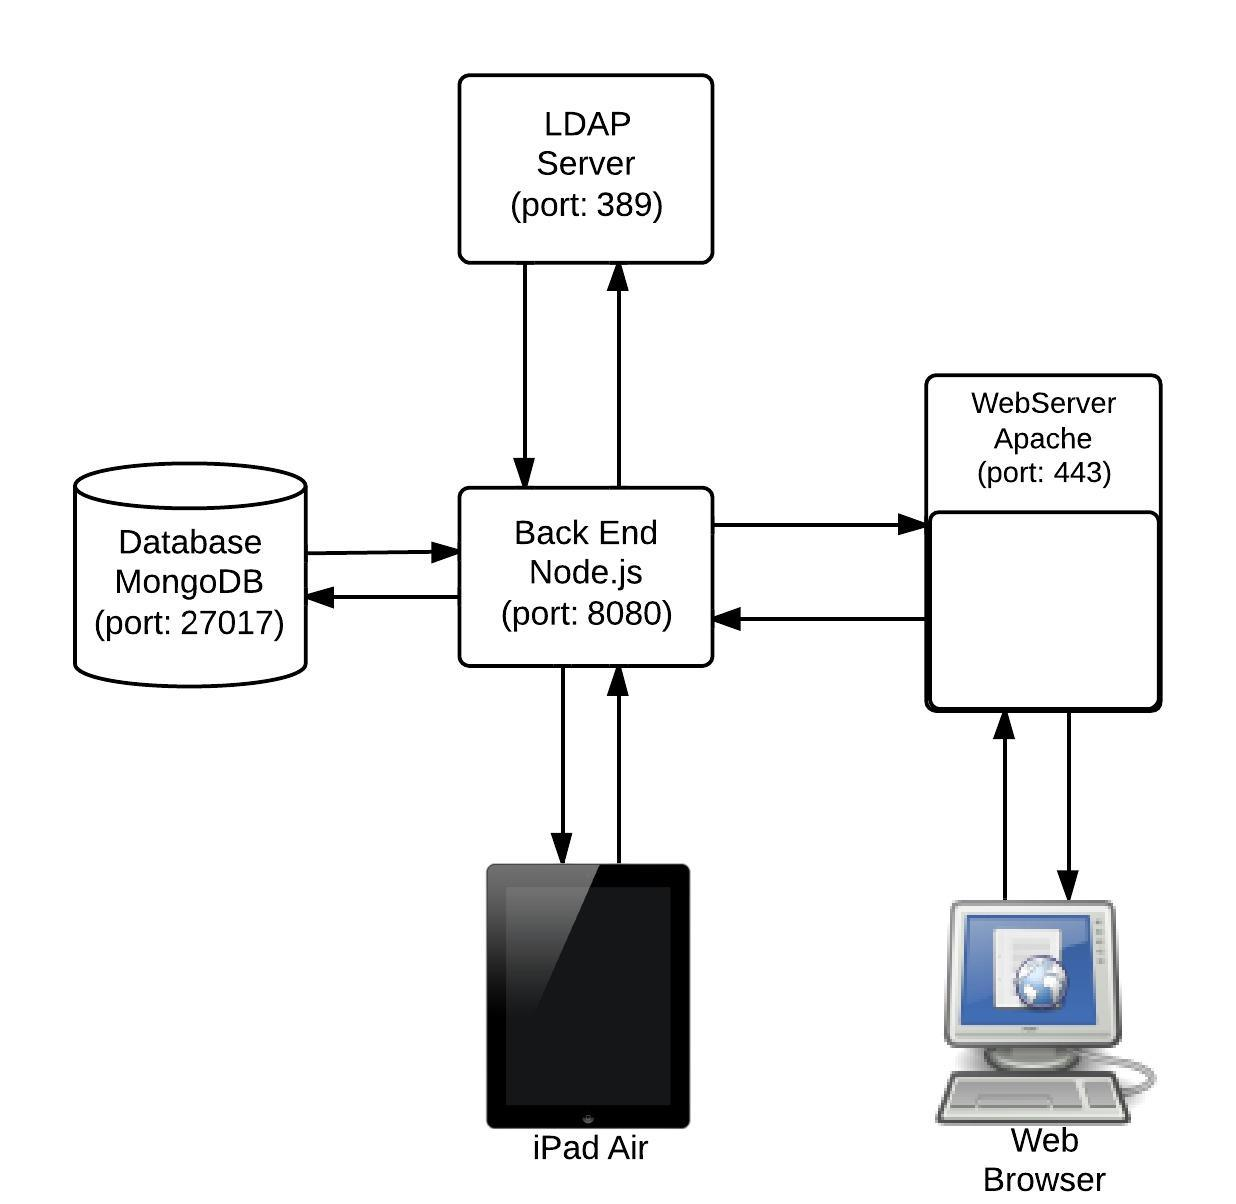 LDAP
Server
(port: 389)
WebServer
Apache
(port: 443)
Database
MongoDB
(port: 27017)
Back End
Node.js
(port: 8080)
iPad Air
Web
Browser